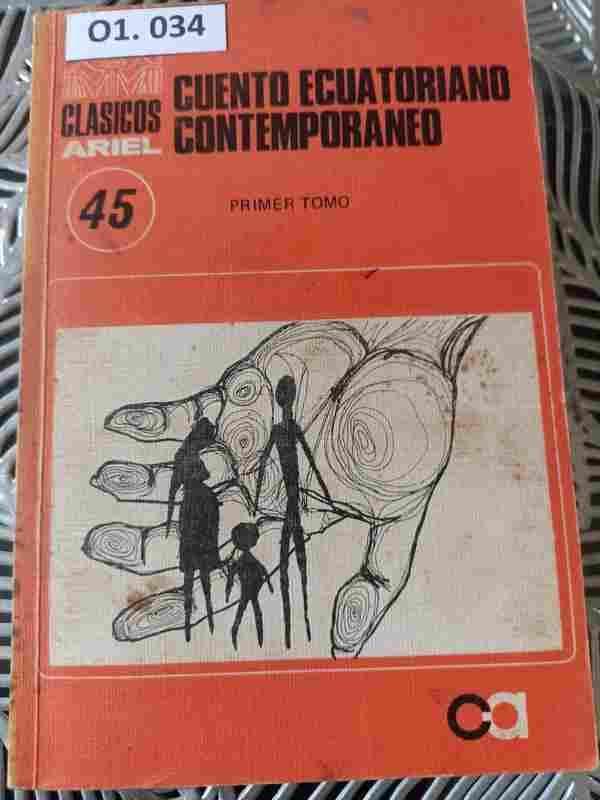 O1. 034
CLASICOS
ARIEL
CUENTO ECUATORIANO
CONTEMPORANEO
45
PRIMER TOMO
ca